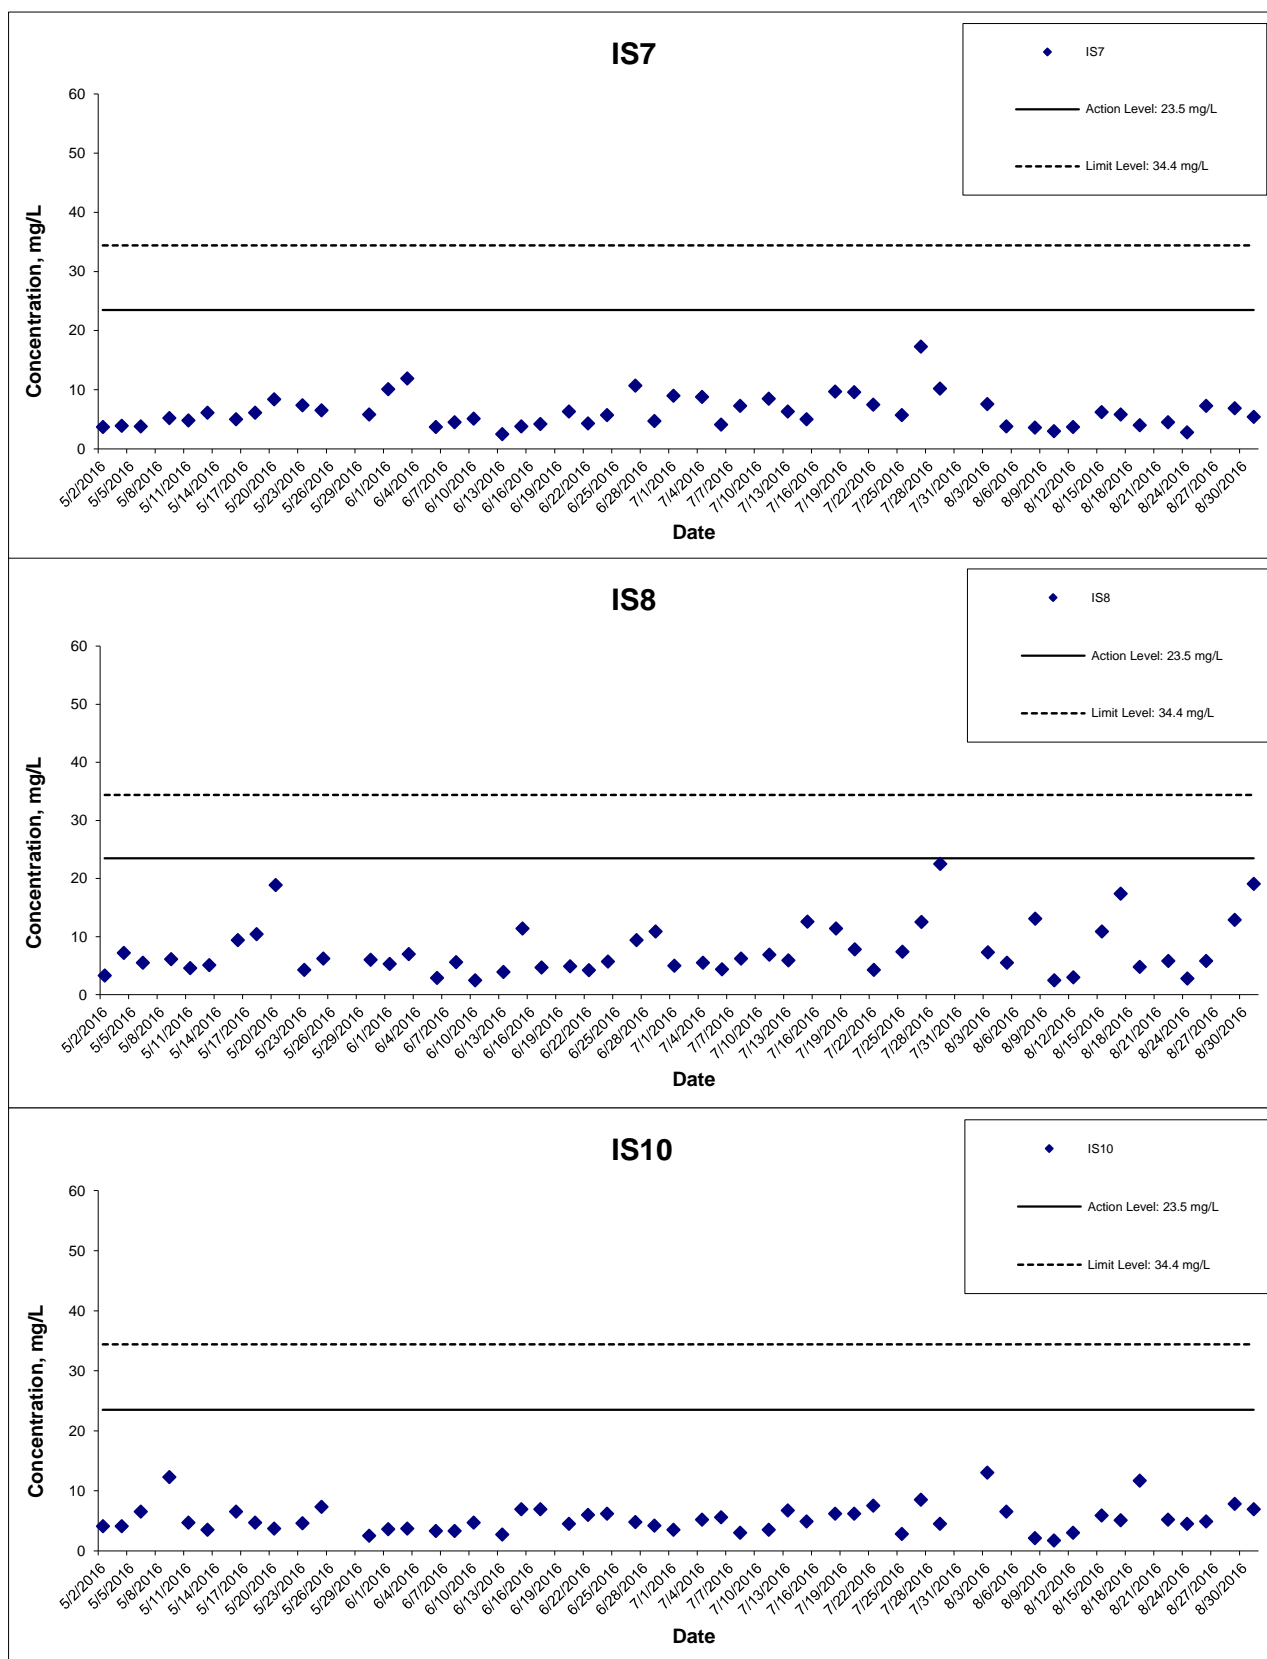 IS7
IS7
Action Level: 23.5 mg/L
Limit Level: 34.4 mg/L
Concentration, mg/L
60
50
40
30
20
10
0
5/2/2016 5/5/2016 5/8/2016 5/11/2016 5/14/2016 5/17/2016 5/20/2016 5/23/2016 5/26/2016 5/29/2016 6/1/2016 6/4/2016 6/7/2016 6/10/2016 6/13/2016 6/16/2016 6/19/2016 6/22/2016 6/25/2016 6/28/2016 7/1/2016 7/4/2016 7/7/2016 7/10/2016 7/13/2016 7/16/2016 7/19/2016 7/22/2016 7/25/2016 7/28/2016 7/31/2016 8/3/2016 8/6/2016 8/9/2016 8/12/2016 8/15/2016 8/18/2016 8/21/2016 8/24/2016 8/27/2016 8/30/2016
Date
IS8
IS8
Action Level: 23.5 mg/L
Limit Level: 34.4 mg/L
Concentration, mg/L
60
50
40
30
20
10
0
5/2/2016 5/5/2016 5/8/2016 5/11/2016 5/14/2016 5/17/2016 5/20/2016 5/23/2016 5/26/2016 5/29/2016 6/1/2016 6/4/2016 6/7/2016 6/10/2016 6/13/2016 6/16/2016 6/19/2016 6/22/2016 6/25/2016 6/28/2016 7/1/2016 7/4/2016 7/7/2016 7/10/2016 7/13/2016 7/16/2016 7/19/2016 7/22/2016 7/25/2016 7/28/2016 7/31/2016 8/3/2016 8/6/2016 8/9/2016 8/12/2016 8/15/2016 8/18/2016 8/21/2016 8/24/2016 8/27/2016 8/30/2016
Date
IS10
IS10
Action Level: 23.5 mg/L
Limit Level: 34.4 mg/L
Concentration, mg/L
60
50
40
30
20
10
0
5/2/2016 5/5/2016 5/8/2016 5/11/2016 5/14/2016 5/17/2016 5/20/2016 5/23/2016 5/26/2016 5/29/2016 6/1/2016 6/4/2016 6/7/2016 6/10/2016 6/13/2016 6/16/2016 6/19/2016 6/22/2016 6/25/2016 6/28/2016 7/1/2016 7/4/2016 7/7/2016 7/10/2016 7/13/2016 7/16/2016 7/19/2016 7/22/2016 7/25/2016 7/28/2016 7/31/2016 8/3/2016 8/6/2016 8/9/2016 8/12/2016 8/15/2016 8/18/2016 8/21/2016 8/24/2016 8/27/2016 8/30/2016
Date